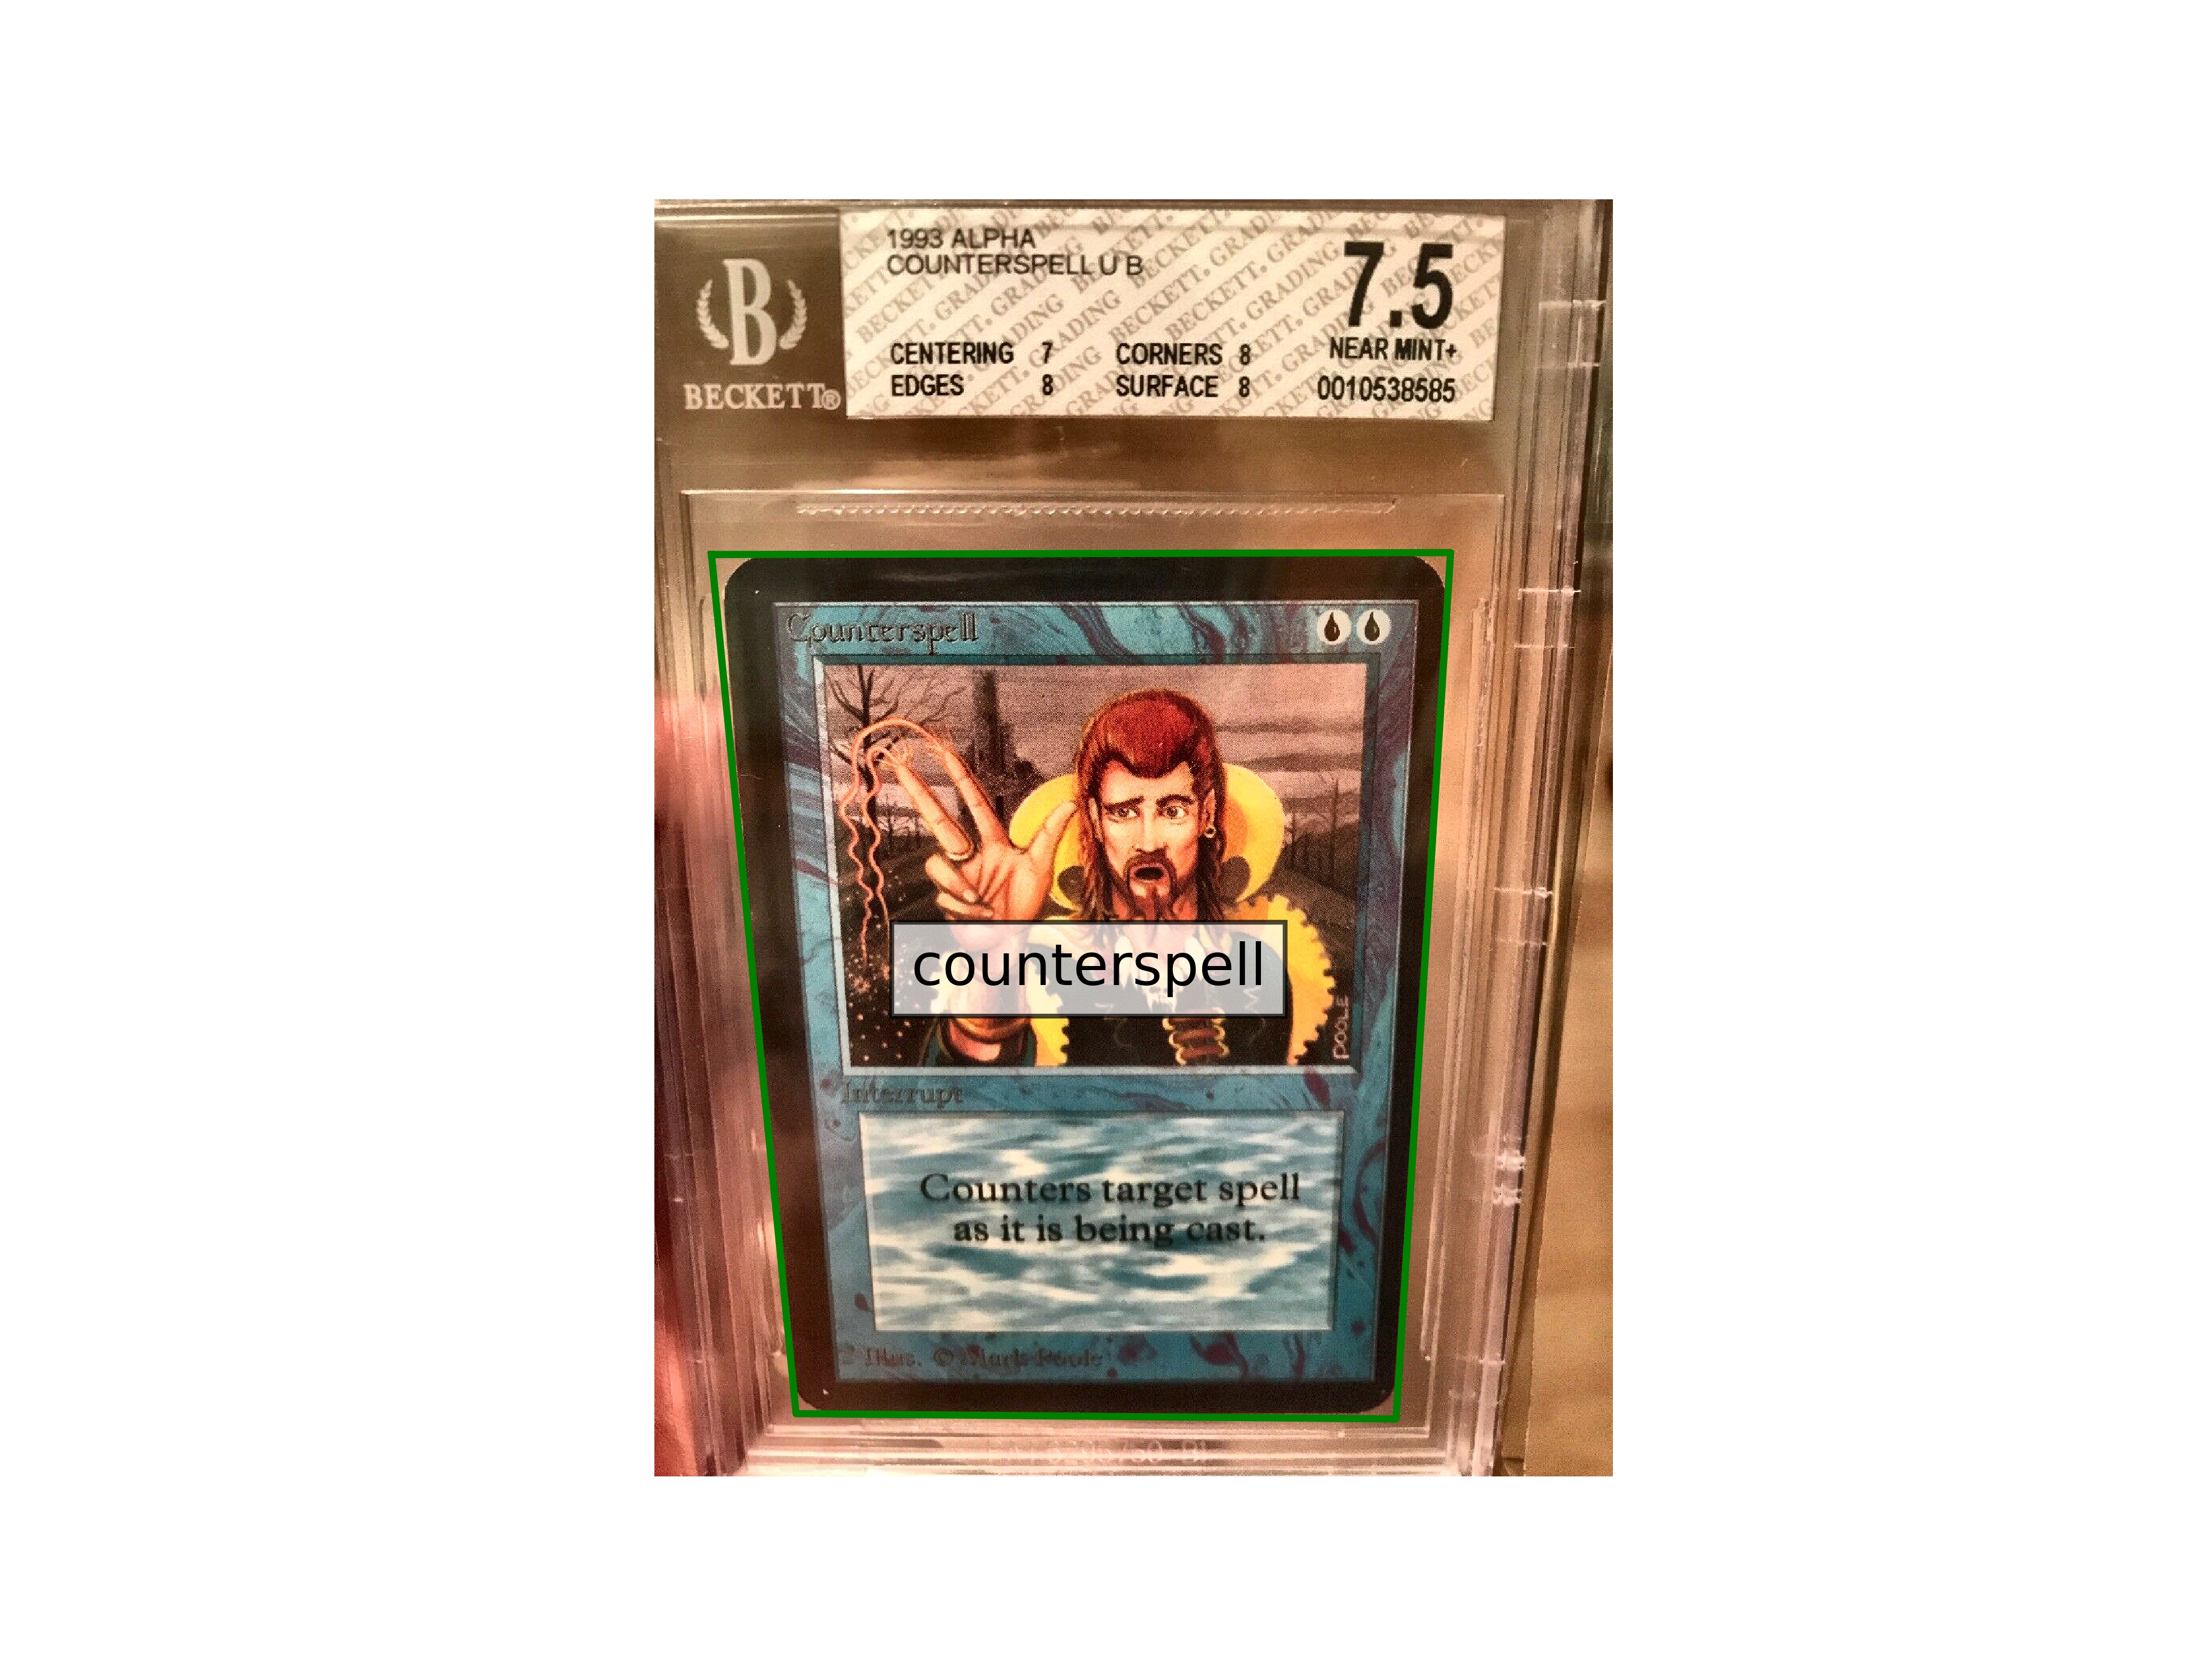 1993 ALPHA
COUNTERSPELL U B
7.5
CENTERING 7 CORNERS 8
NEAR MINT+
EDGES 8 SURFACE 8
0010538585
B
BECKETT®
Counterspell
counterspell
POOLE
Interrupt
Counters target spell
as it is being cast.
Illus. © Mark Poole